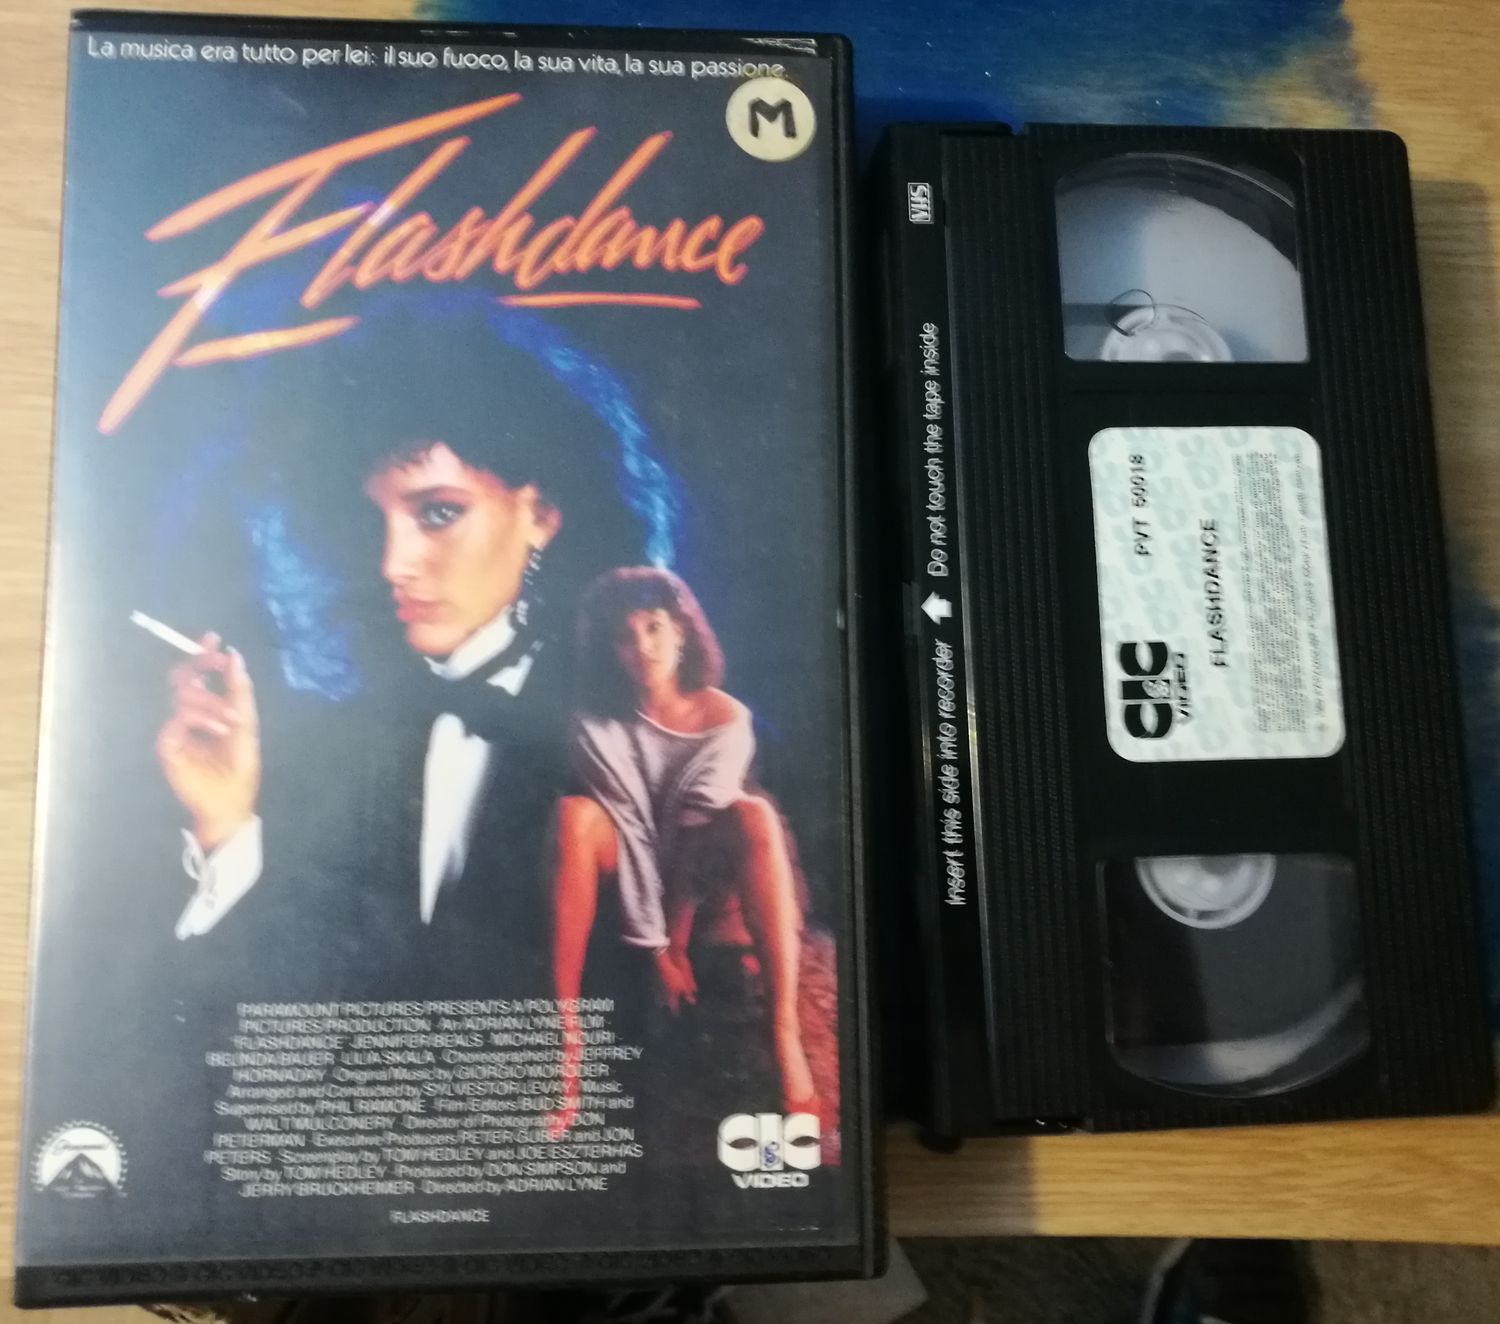 La musica era tutto per lei: il suo fuoco, la sua vita, la sua passione.
M
Flashdance
PARAMOUNT PICTURES PRESENTS A POLYGRAM
PICTURES PRODUCTION · An ADRIAN LYNE FILM ·
"FLASHDANCE" · JENNIFER BEALS · MICHAEL NOURI ·
BELINDA BAUER · LILIA SKALA · Choreographed by JEFFREY
HORNADAY · Original Music by GIORGIO MORODER
Arranged and Conducted by SYLVESTOR LEVAY · Music
Supervised by PHIL RAMONE · Film Editors BUD SMITH and
WALT MULCONERY · Director of Photography DON
PETERMAN · Executive Producers PETER GUBER and JON
PETERS · Screenplay by TOM HEDLEY and JOE ESZTERHAS
Story by TOM HEDLEY · Produced by DON SIMPSON and
JERRY BRUCKHEIMER · Directed by ADRIAN LYNE
Paramount
CIC
VIDEO
FLASHDANCE
VHS
Insert this side into recorder Do not touch the tape inside
CIC
VIDEO
PVT 50018
FLASHDANCE